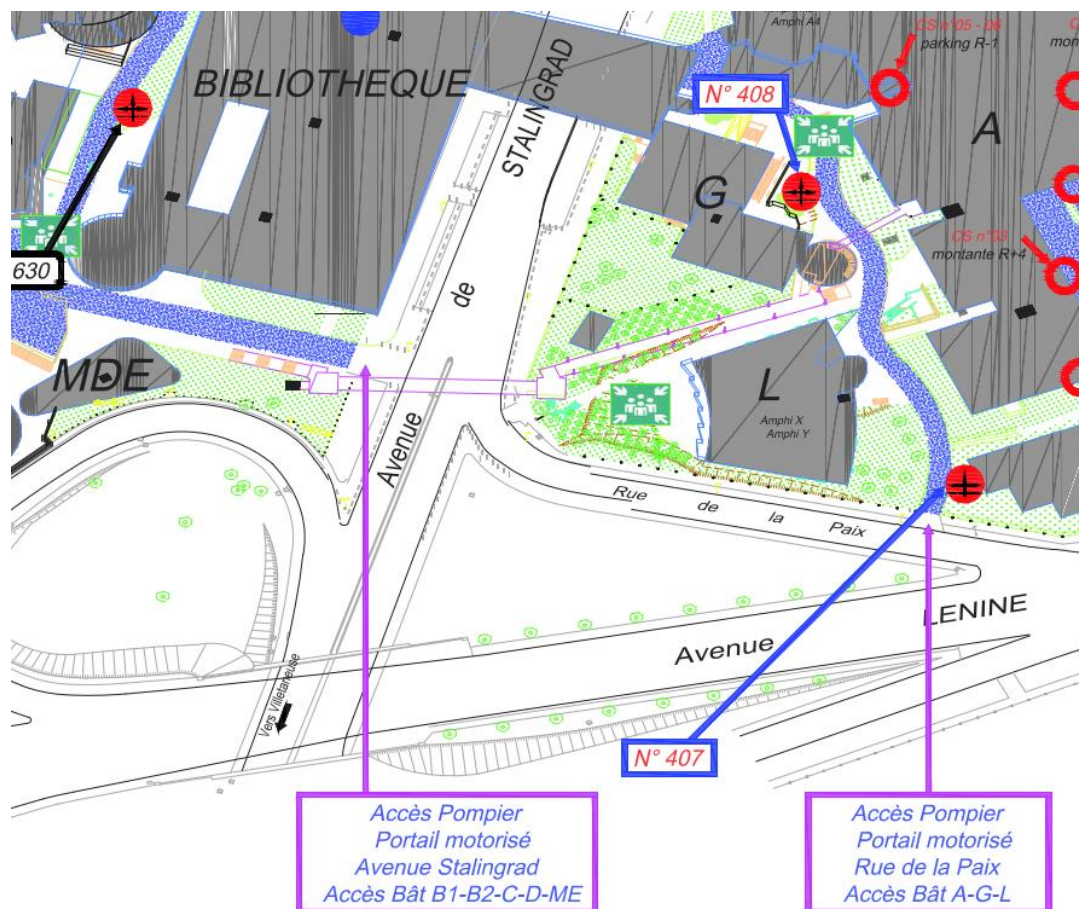 Amphi A4
CS n°05 - 06
parking R-1
BIBLIOTHEQUE
STALINGRAD
N° 408
A
G
CS n°03
montante R+4
630
de
MDE
L
Amphi X
Amphi Y
Avenue
Rue de la Paix
LENINE
Avenue
Vers Villetaneuse
N° 407
Accès Pompier
Portail motorisé
Avenue Stalingrad
Accès Bât B1-B2-C-D-ME
Accès Pompier
Portail motorisé
Rue de la Paix
Accès Bât A-G-L